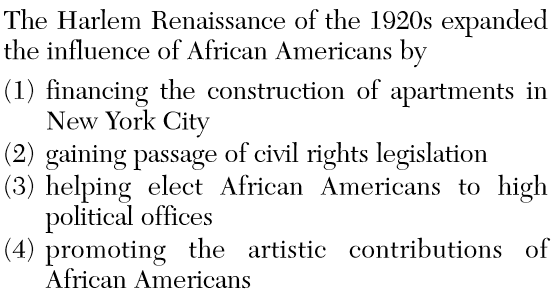 The Harlem Renaissance of the 1920s expanded
the influence of African Americans by
(1) financing the construction of apartments in
New York City
(2) gaining passage of civil rights legislation
(3) helping elect African Americans to high
political offices
(4) promoting the artistic contributions of
African Americans